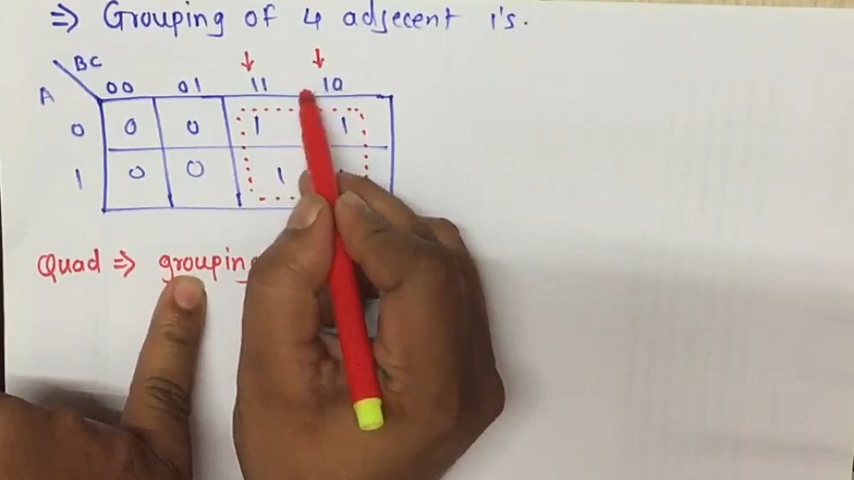 ⇒ Grouping of 4 adjecent 1's.
BC
A 00 01 11 10
0 0 0 1 1
1 0 0 1
Quad ⇒ grouping